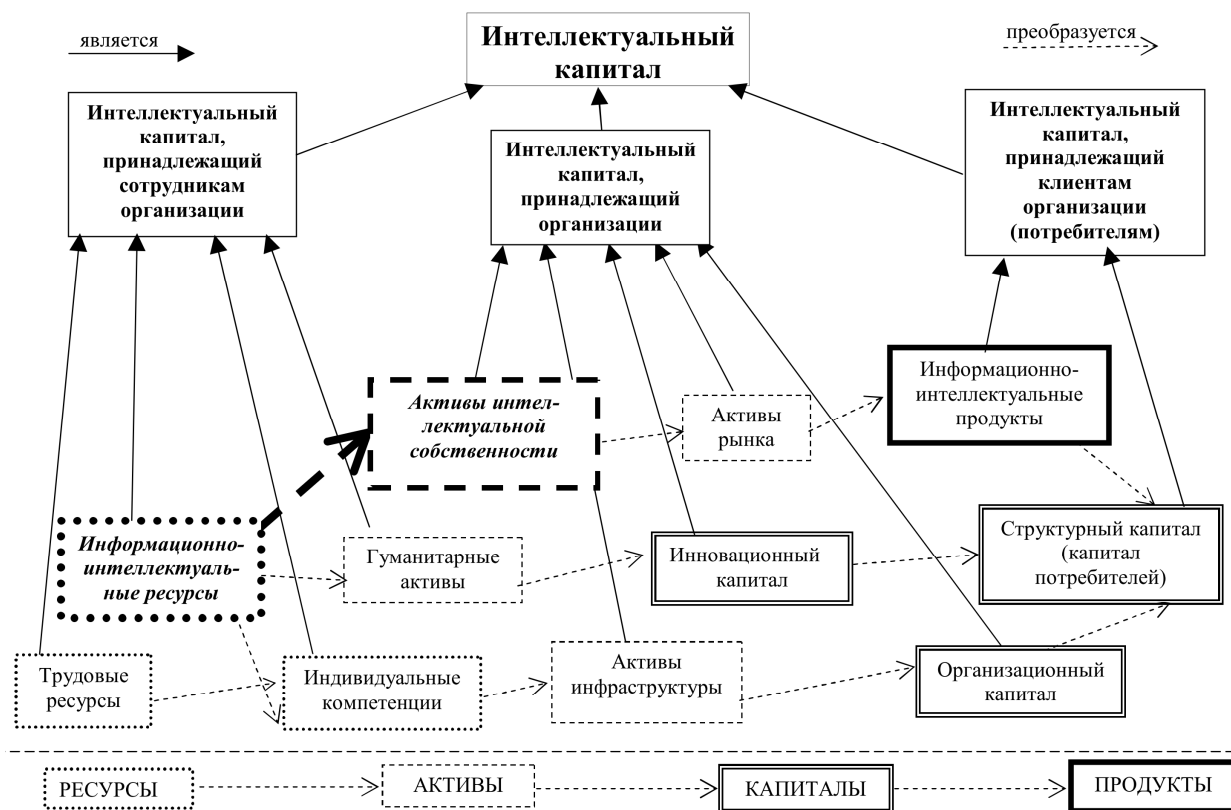 является
Интеллектуальный
капитал
преобразуется
Интеллектуальный
капитал,
принадлежащий
сотрудникам
организации
Интеллектуальный
капитал,
принадлежащий
организации
Интеллектуальный
капитал,
принадлежащий
клиентам
организации
(потребителям)
Активы интел-
лектуальной
собственности
Активы
рынка
Информационно-
интеллектуальные
продукты
Информационно-
интеллектуаль-
ные ресурсы
Гуманитарные
активы
Инновационный
капитал
Структурный капитал
(капитал
потребителей)
Трудовые
ресурсы
Индивидуальные
компетенции
Активы
инфраструктуры
Организационный
капитал
РЕСУРСЫ
АКТИВЫ
КАПИТАЛЫ
ПРОДУКТЫ